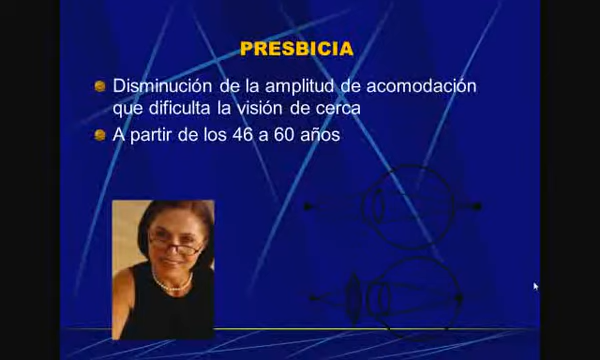 PRESBICIA
Disminución de la amplitud de acomodación
que dificulta la visión de cerca
A partir de los 46 a 60 años